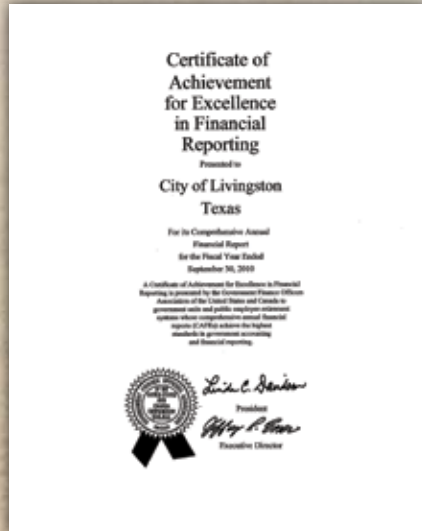 Certificate of
Achievement
for Excellence
in Financial
Reporting
Presented to
City of Livingston
Texas
For its Comprehensive Annual
Financial Report
for the Fiscal Year Ended
September 30, 2010
A Certificate of Achievement for Excellence in Financial
Reporting is presented by the Government Finance Officers
Association of the United States and Canada to
government units and public employee retirement
systems whose comprehensive annual financial
reports (CAFRs) achieve the highest
standards in government accounting
and financial reporting.
President
Executive Director